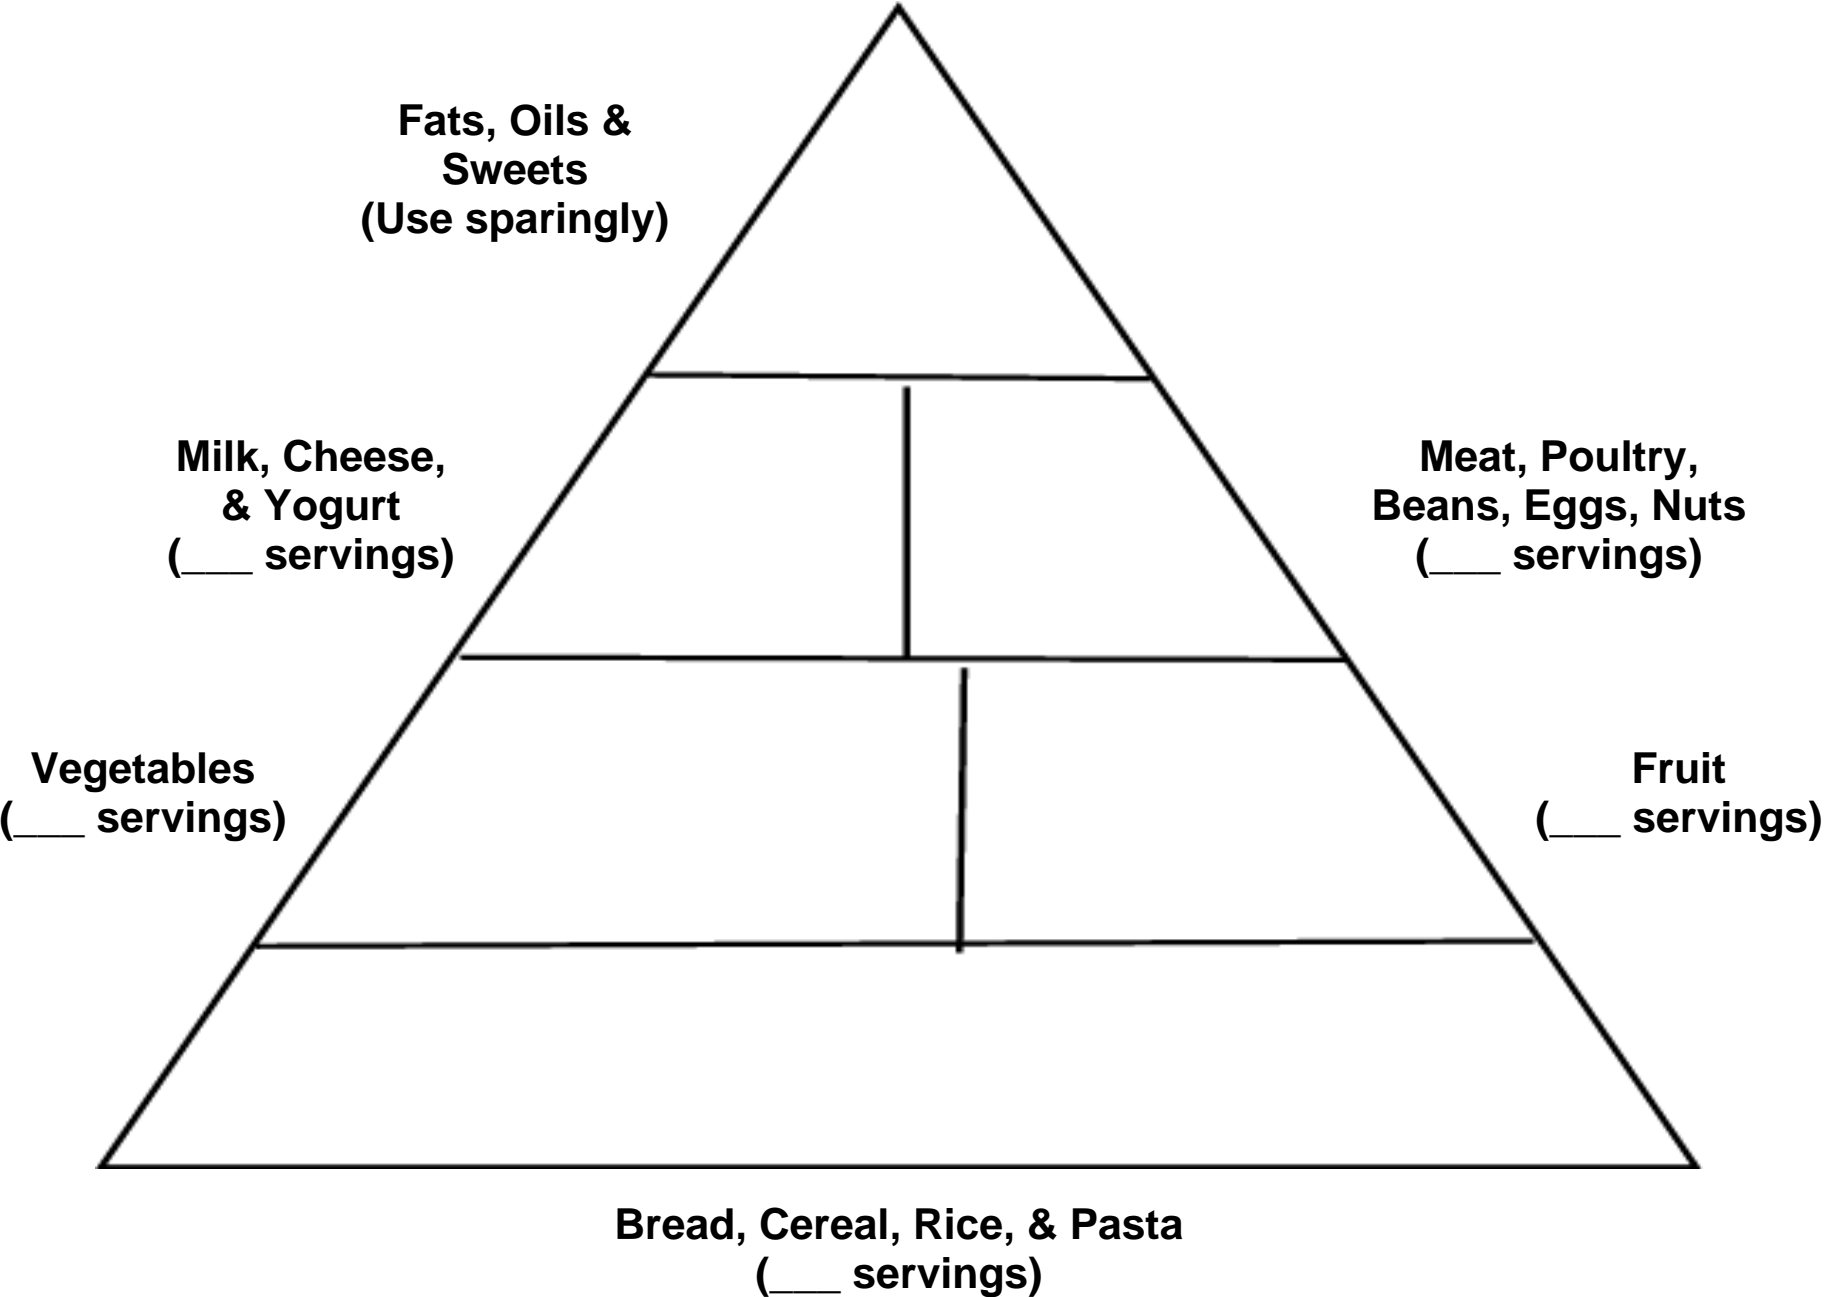 Fats, Oils &
Sweets
(Use sparingly)
Milk, Cheese,
& Yogurt
(___ servings)
Meat, Poultry,
Beans, Eggs, Nuts
(___ servings)
Vegetables
(___ servings)
Fruit
(___ servings)
Bread, Cereal, Rice, & Pasta
(___ servings)